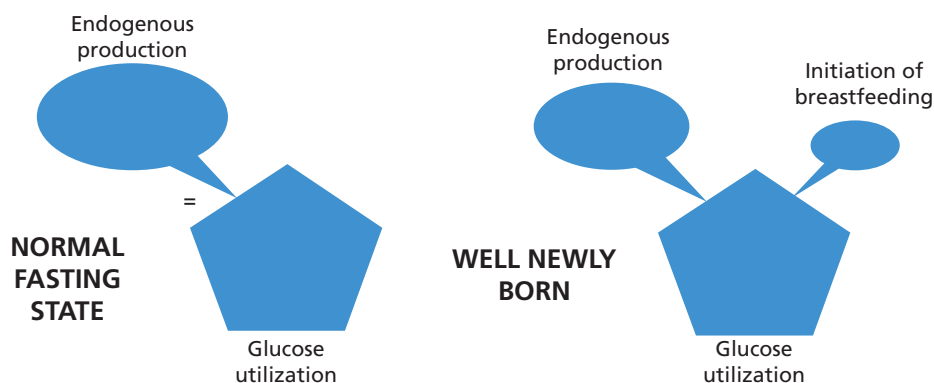 Endogenous
production
=
NORMAL
FASTING
STATE
Glucose
utilization
Endogenous
production
Initiation of
breastfeeding
WELL NEWLY
BORN
Glucose
utilization